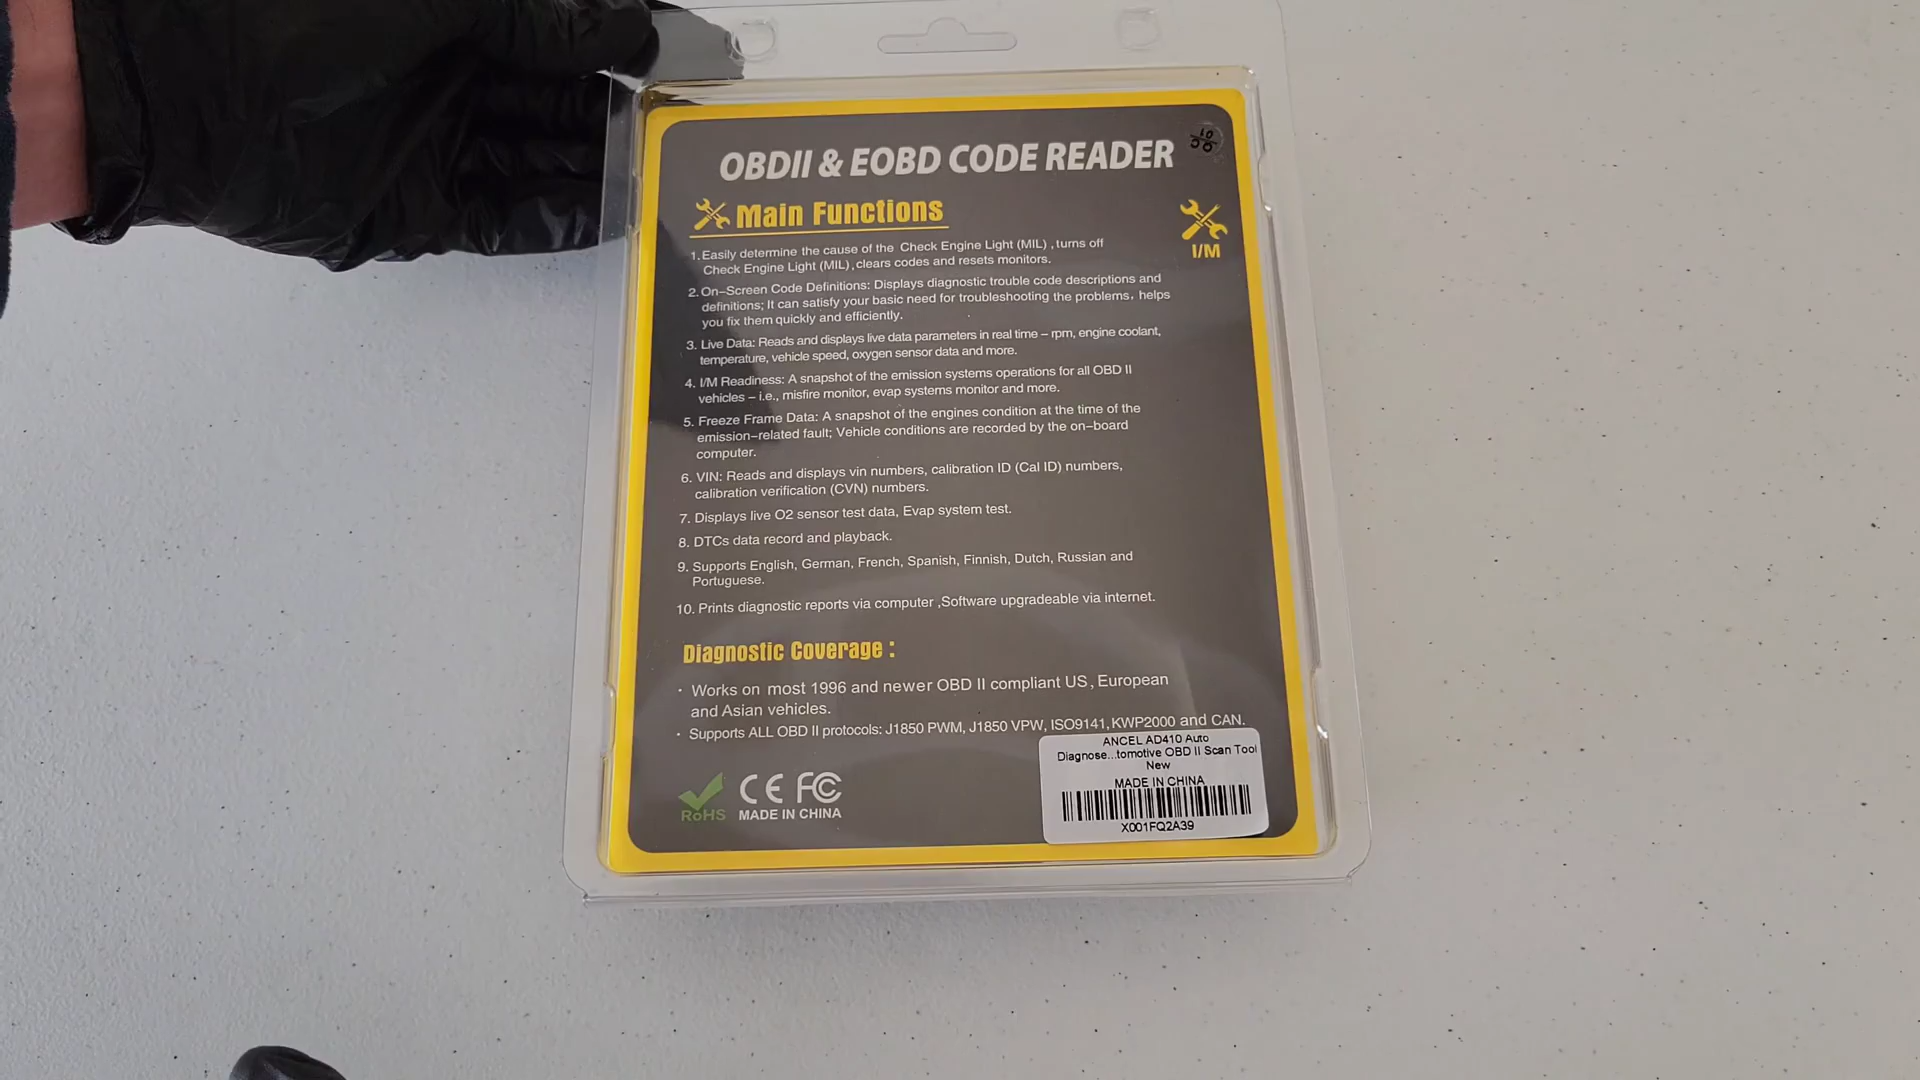 OBDII & EOBD CODE READER
Main Functions
I/M
1.Easily determine the cause of the Check Engine Light (MIL) ,turns off
Check Engine Light (MIL),clears codes and resets monitors.
2.On-Screen Code Definitions: Displays diagnostic trouble code descriptions and
definitions; It can satisfy your basic need for troubleshooting the problems, helps
you fix them quickly and efficiently.
3. Live Data: Reads and displays live data parameters in real time – rpm, engine coolant,
temperature, vehicle speed, oxygen sensor data and more.
4. I/M Readiness: A snapshot of the emission systems operations for all OBD II
vehicles – i.e., misfire monitor, evap systems monitor and more.
5. Freeze Frame Data: A snapshot of the engines condition at the time of the
emission-related fault; Vehicle conditions are recorded by the on-board
computer.
6. VIN: Reads and displays vin numbers, calibration ID (Cal ID) numbers,
calibration verification (CVN) numbers.
7. Displays live O2 sensor test data, Evap system test.
8. DTCs data record and playback.
9. Supports English, German, French, Spanish, Finnish, Dutch, Russian and
Portuguese.
10. Prints diagnostic reports via computer ,Software upgradeable via internet.
Diagnostic Coverage :
· Works on most 1996 and newer OBD II compliant US, European
and Asian vehicles.
· Supports ALL OBD II protocols: J1850 PWM, J1850 VPW, ISO9141, KWP2000 and CAN.
RoHS
CE FC
MADE IN CHINA
ANCEL AD410 Auto
Diagnose...tomotive OBD II Scan Tool
New
MADE IN CHINA
X001FQ2A39